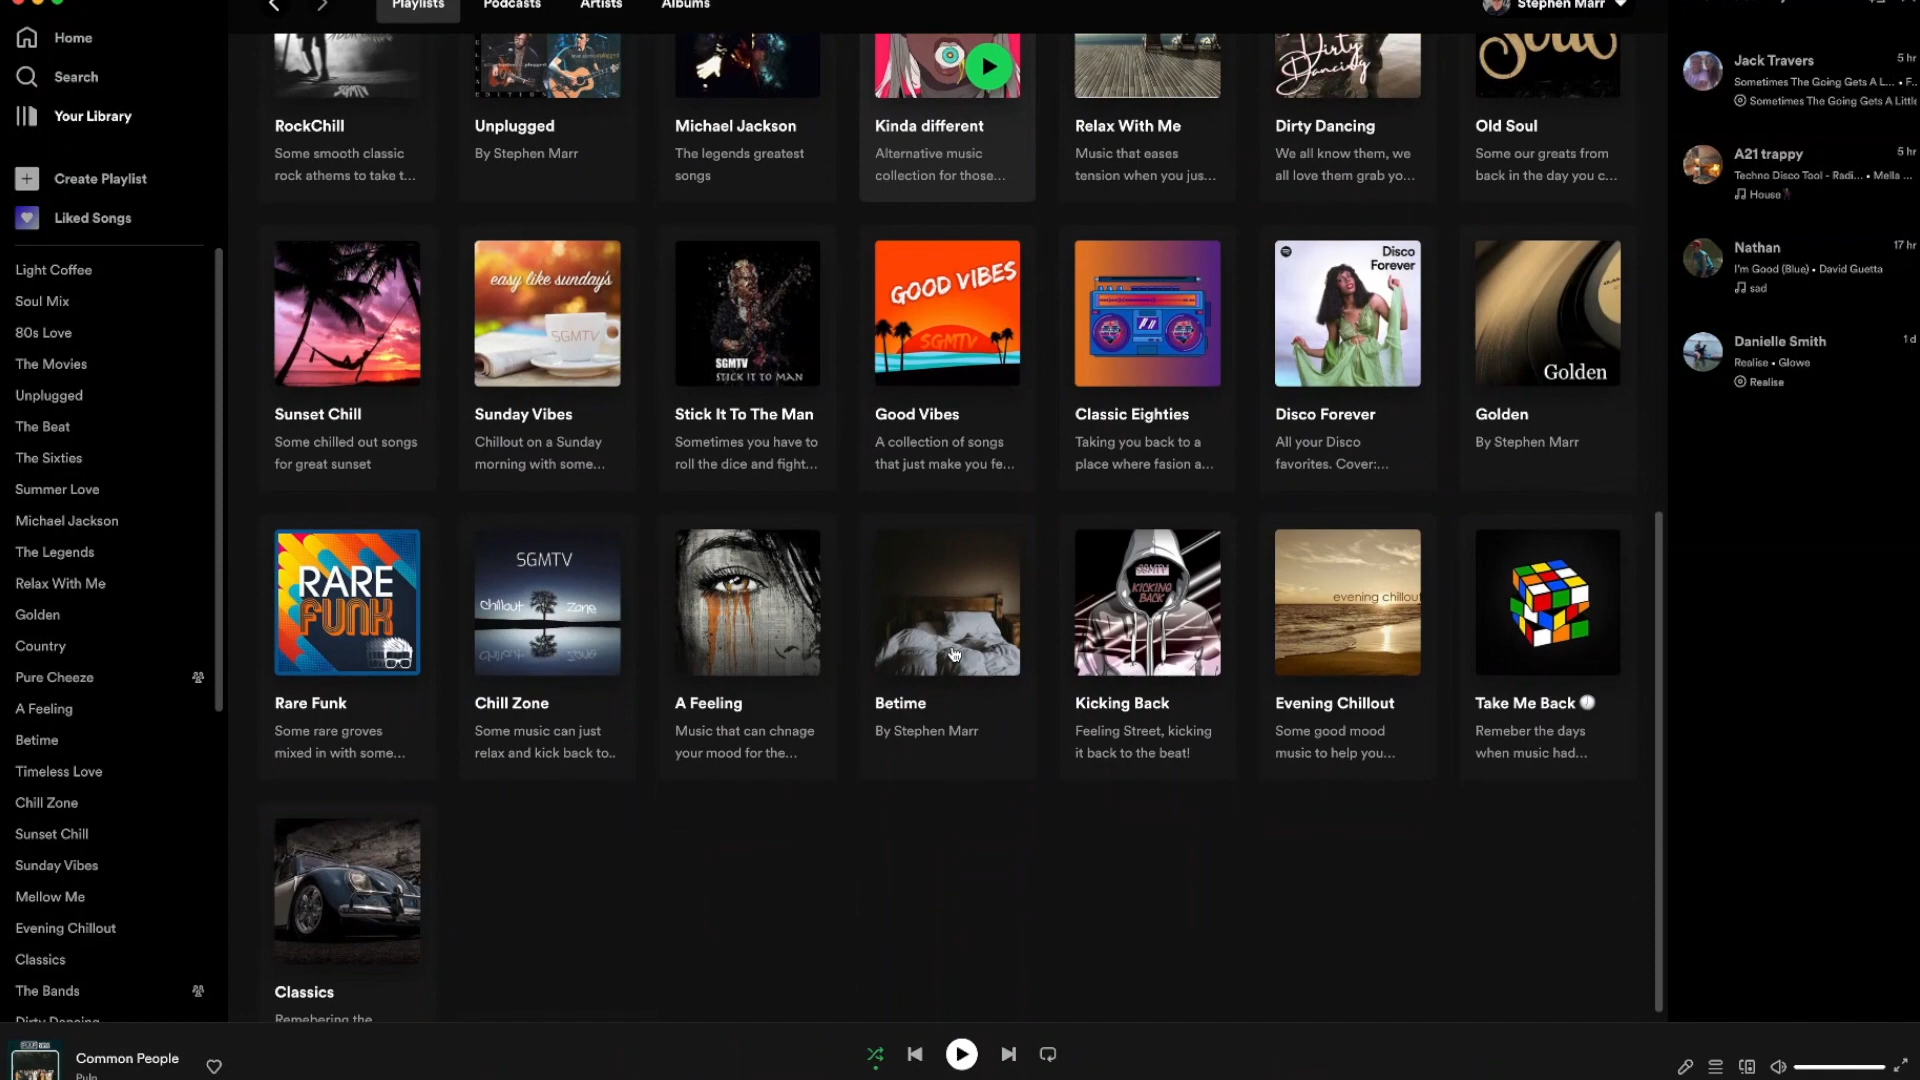 Playlists
Podcasts
Artists
Albums
Stephen Marr
Home
Search
Your Library
Create Playlist
Liked Songs
Light Coffee
Soul Mix
80s Love
The Movies
Unplugged
The Beat
The Sixties
Summer Love
Michael Jackson
The Legends
Relax With Me
Golden
Country
Pure Cheeze
A Feeling
Betime
Timeless Love
Chill Zone
Sunset Chill
Sunday Vibes
Mellow Me
Evening Chillout
Classics
The Bands
Dirty Dancing
SGMTV
unplugged
EDITION
Dirty
Dancing
Soul
RockChill
Some smooth classic
rock athems to take t...
Unplugged
By Stephen Marr
Michael Jackson
The legends greatest
songs
Kinda different
Alternative music
collection for those...
Relax With Me
Music that eases
tension when you jus...
Dirty Dancing
We all know them, we
all love them grab yo...
Old Soul
Some our greats from
back in the day you c...
easy like sunday's
SGMTV
SGMTV
STICK IT TO MAN
GOOD VIBES
SGMTV
Disco
Forever
Golden
Sunset Chill
Some chilled out songs
for great sunset
Sunday Vibes
Chillout on a Sunday
morning with some...
Stick It To The Man
Sometimes you have to
roll the dice and fight...
Good Vibes
A collection of songs
that just make you fe...
Classic Eighties
Taking you back to a
place where fasion a...
Disco Forever
All your Disco
favorites. Cover:...
Golden
By Stephen Marr
RARE
FUNK
SGMTV
chillout Zone
SGMTV
KICKING
BACK
evening chillout
Rare Funk
Some rare groves
mixed in with some...
Chill Zone
Some music can just
relax and kick back to..
A Feeling
Music that can chnage
your mood for the...
Betime
By Stephen Marr
Kicking Back
Feeling Street, kicking
it back to the beat!
Evening Chillout
Some good mood
music to help you...
Take Me Back
Remeber the days
when music had...
Classics
Remebering the
Jack Travers
5 hr
Sometimes The Going Gets A L... • F...
Sometimes The Going Gets A Little
A21 trappy
5 hr
Techno Disco Tool - Radi... • Mella ...
House
Nathan
17 hr
I'm Good (Blue) • David Guetta
sad
Danielle Smith
1 d
Realise • Glowe
Realise
Common People
Pulp